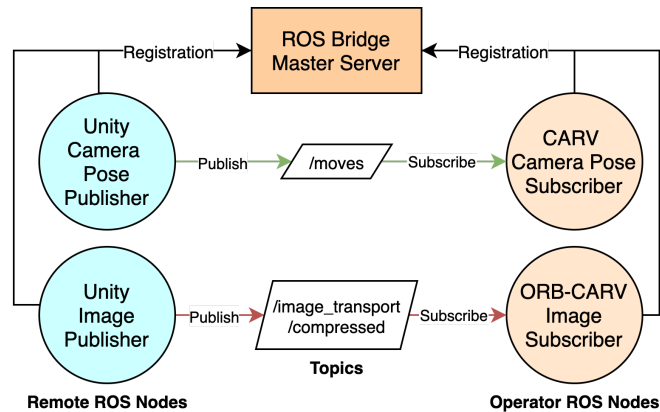 ROS Bridge
Master Server
Registration
Registration
Unity
Camera
Pose
Publisher
Publish
/moves
Subscribe
CARV
Camera Pose
Subscriber
Unity
Image
Publisher
Publish
/image_transport
/compressed
Subscribe
ORB-CARV
Image
Subscriber
Topics
Remote ROS Nodes
Operator ROS Nodes